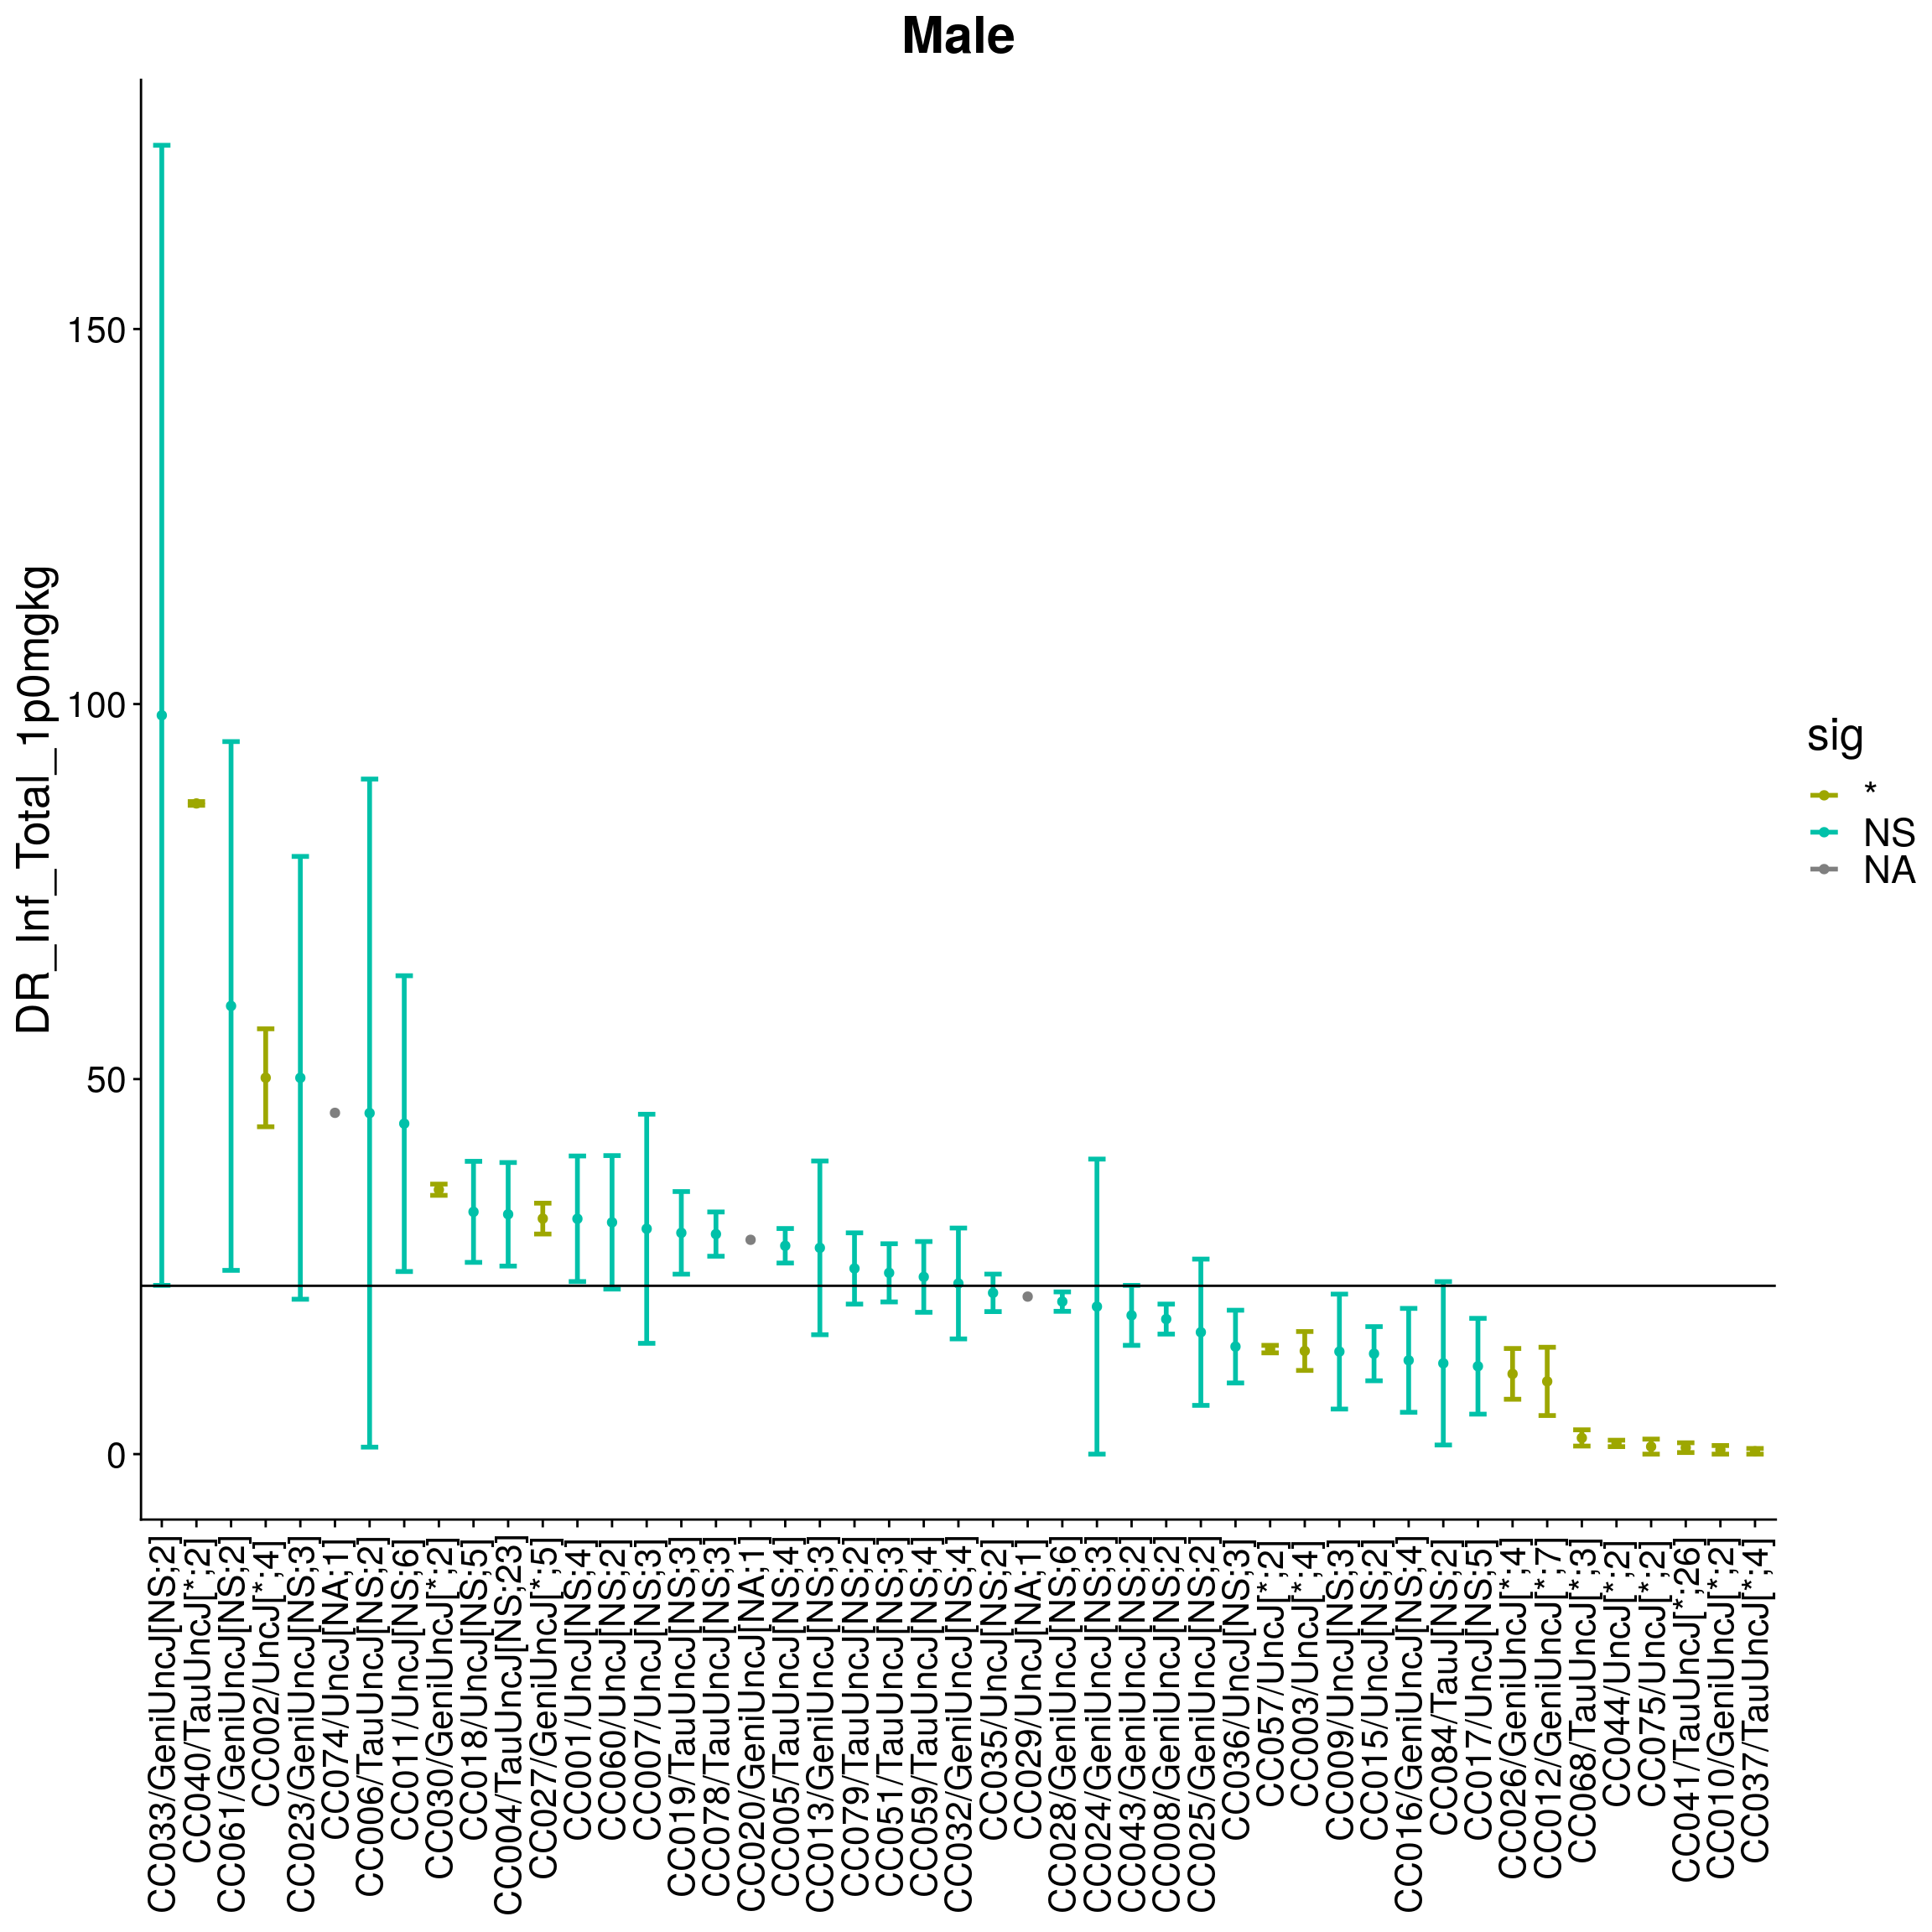 Male
DR_Inf_Total_1p0mgkg
150
100
50
0
CC033/GeniUncJ[NS;2]
CC040/TauUncJ[*;2]
CC061/GeniUncJ[NS;2]
CC002/UncJ[*;4]
CC023/GeniUncJ[NS;3]
CC074/UncJ[NA;1]
CC006/TauUncJ[NS;2]
CC011/UncJ[NS;6]
CC030/GeniUncJ[*;2]
CC018/UncJ[NS;5]
CC004/TauUncJ[NS;23]
CC027/GeniUncJ[*;5]
CC001/UncJ[NS;4]
CC060/UncJ[NS;2]
CC007/UncJ[NS;3]
CC019/TauUncJ[NS;3]
CC078/TauUncJ[NS;3]
CC020/GeniUncJ[NA;1]
CC005/TauUncJ[NS;4]
CC013/GeniUncJ[NS;3]
CC079/TauUncJ[NS;2]
CC051/TauUncJ[NS;3]
CC059/TauUncJ[NS;4]
CC032/GeniUncJ[NS;4]
CC035/UncJ[NS;2]
CC029/UncJ[NA;1]
CC028/GeniUncJ[NS;6]
CC024/GeniUncJ[NS;3]
CC043/GeniUncJ[NS;2]
CC008/GeniUncJ[NS;2]
CC025/GeniUncJ[NS;2]
CC036/UncJ[NS;3]
CC057/UncJ[*;2]
CC003/UncJ[*;4]
CC009/UncJ[NS;3]
CC015/UncJ[NS;2]
CC016/GeniUncJ[NS;4]
CC084/TauJ[NS;2]
CC017/UncJ[NS;5]
CC026/GeniUncJ[*;4]
CC012/GeniUncJ[*;7]
CC068/TauUncJ[*;3]
CC044/UncJ[*;2]
CC075/UncJ[*;2]
CC041/TauUncJ[*;26]
CC010/GeniUncJ[*;2]
CC037/TauUncJ[*;4]
sig
*
NS
NA